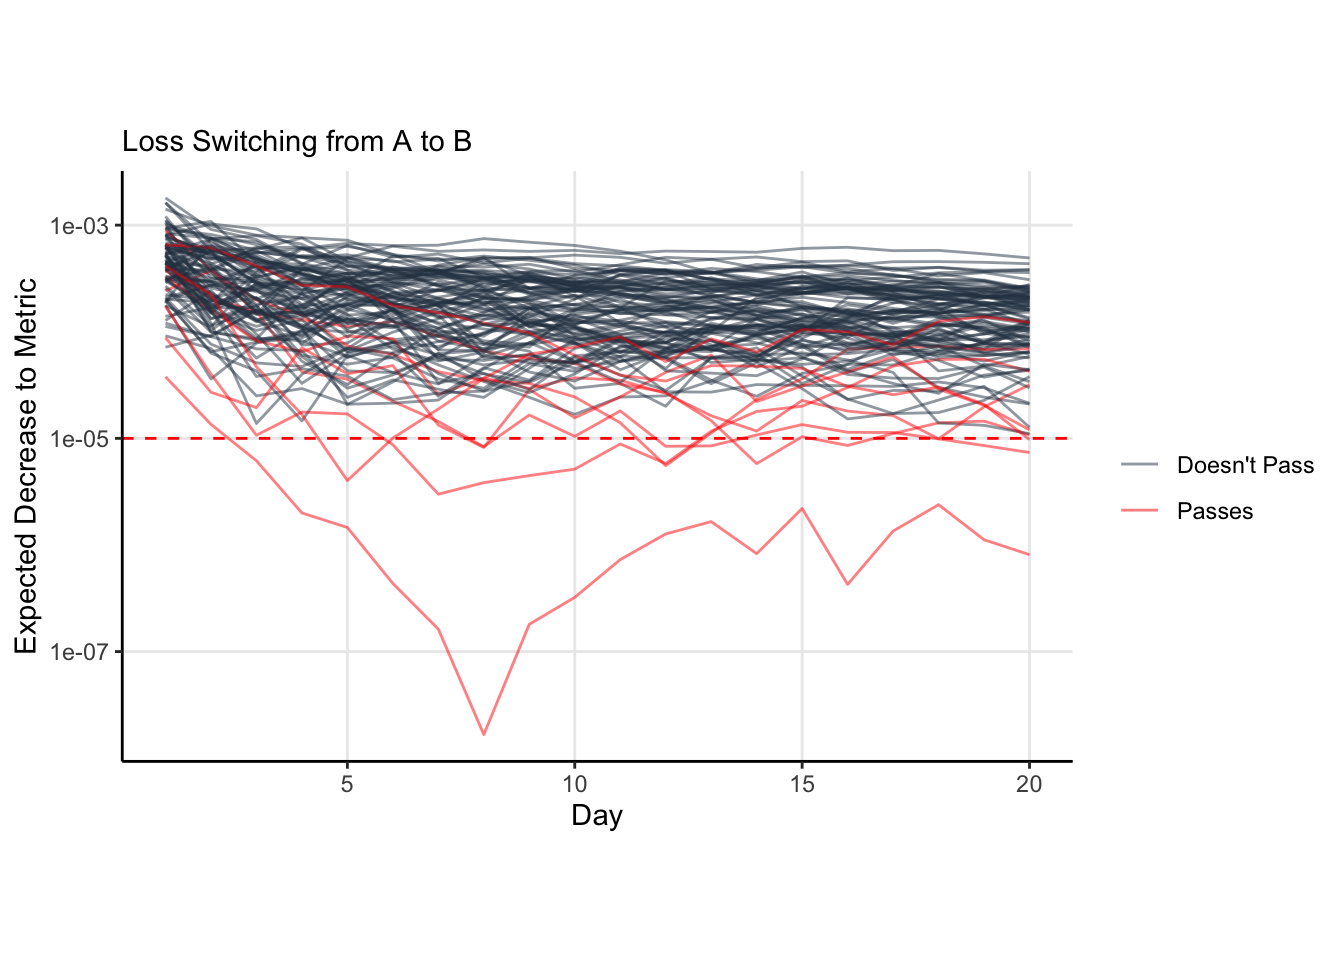 Loss Switching from A to B
Expected Decrease to Metric
1e-03
1e-05
1e-07
5
10
15
20
Day
Doesn't Pass
Passes